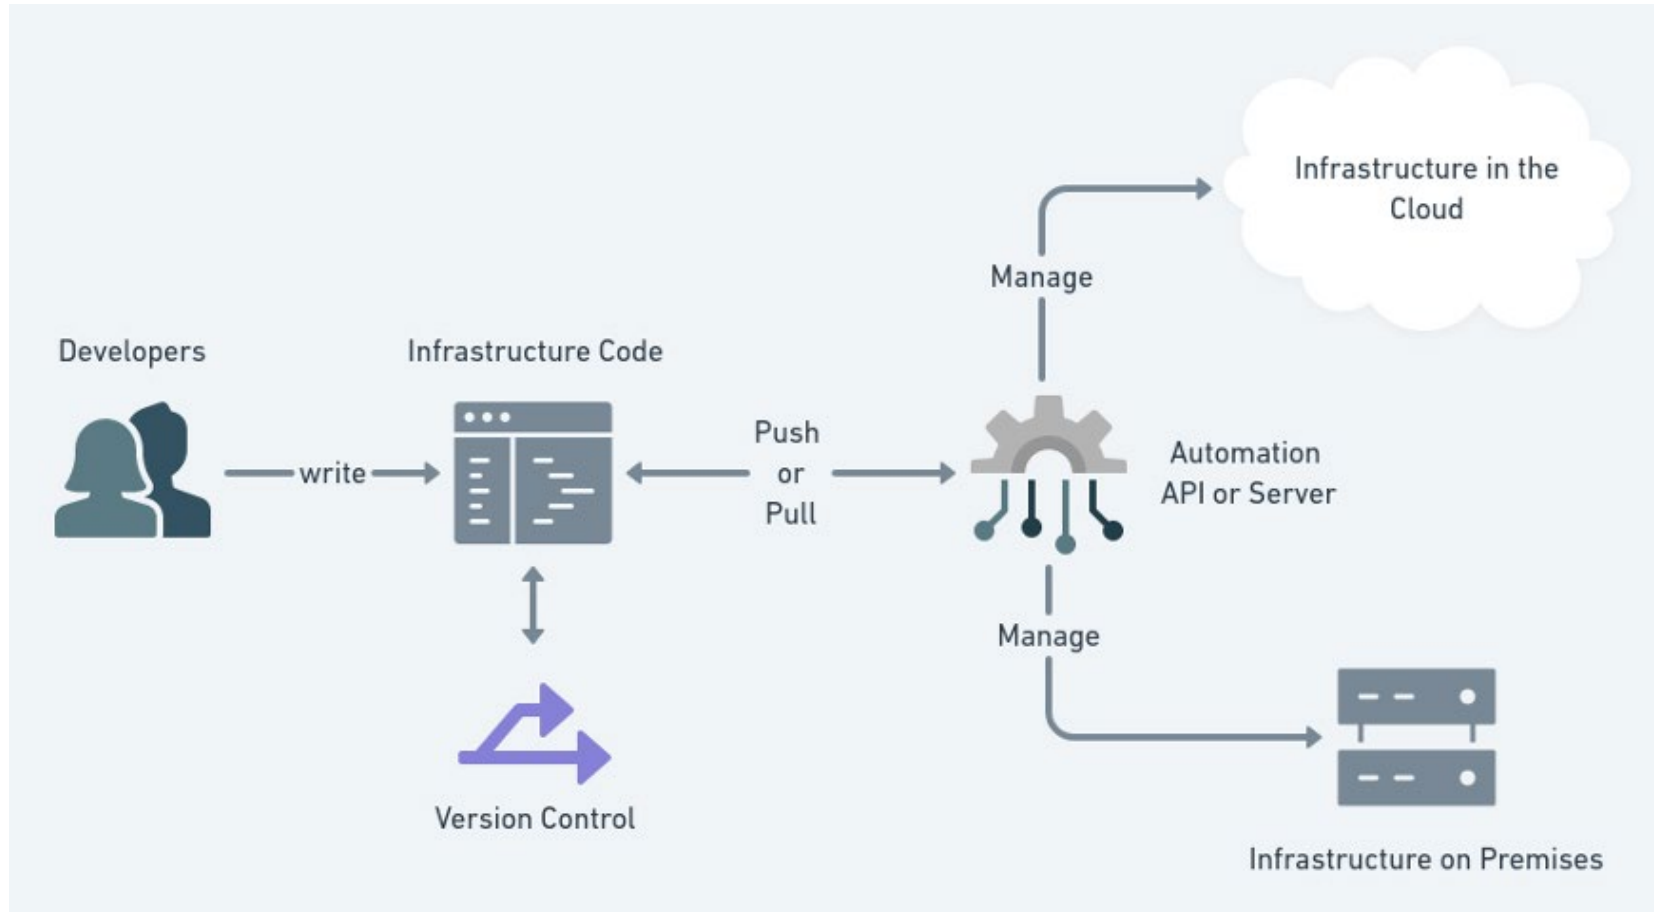 Developers
write
Infrastructure Code
Version Control
Push
or
Pull
Automation
API or Server
Manage
Infrastructure in the
Cloud
Manage
Infrastructure on Premises